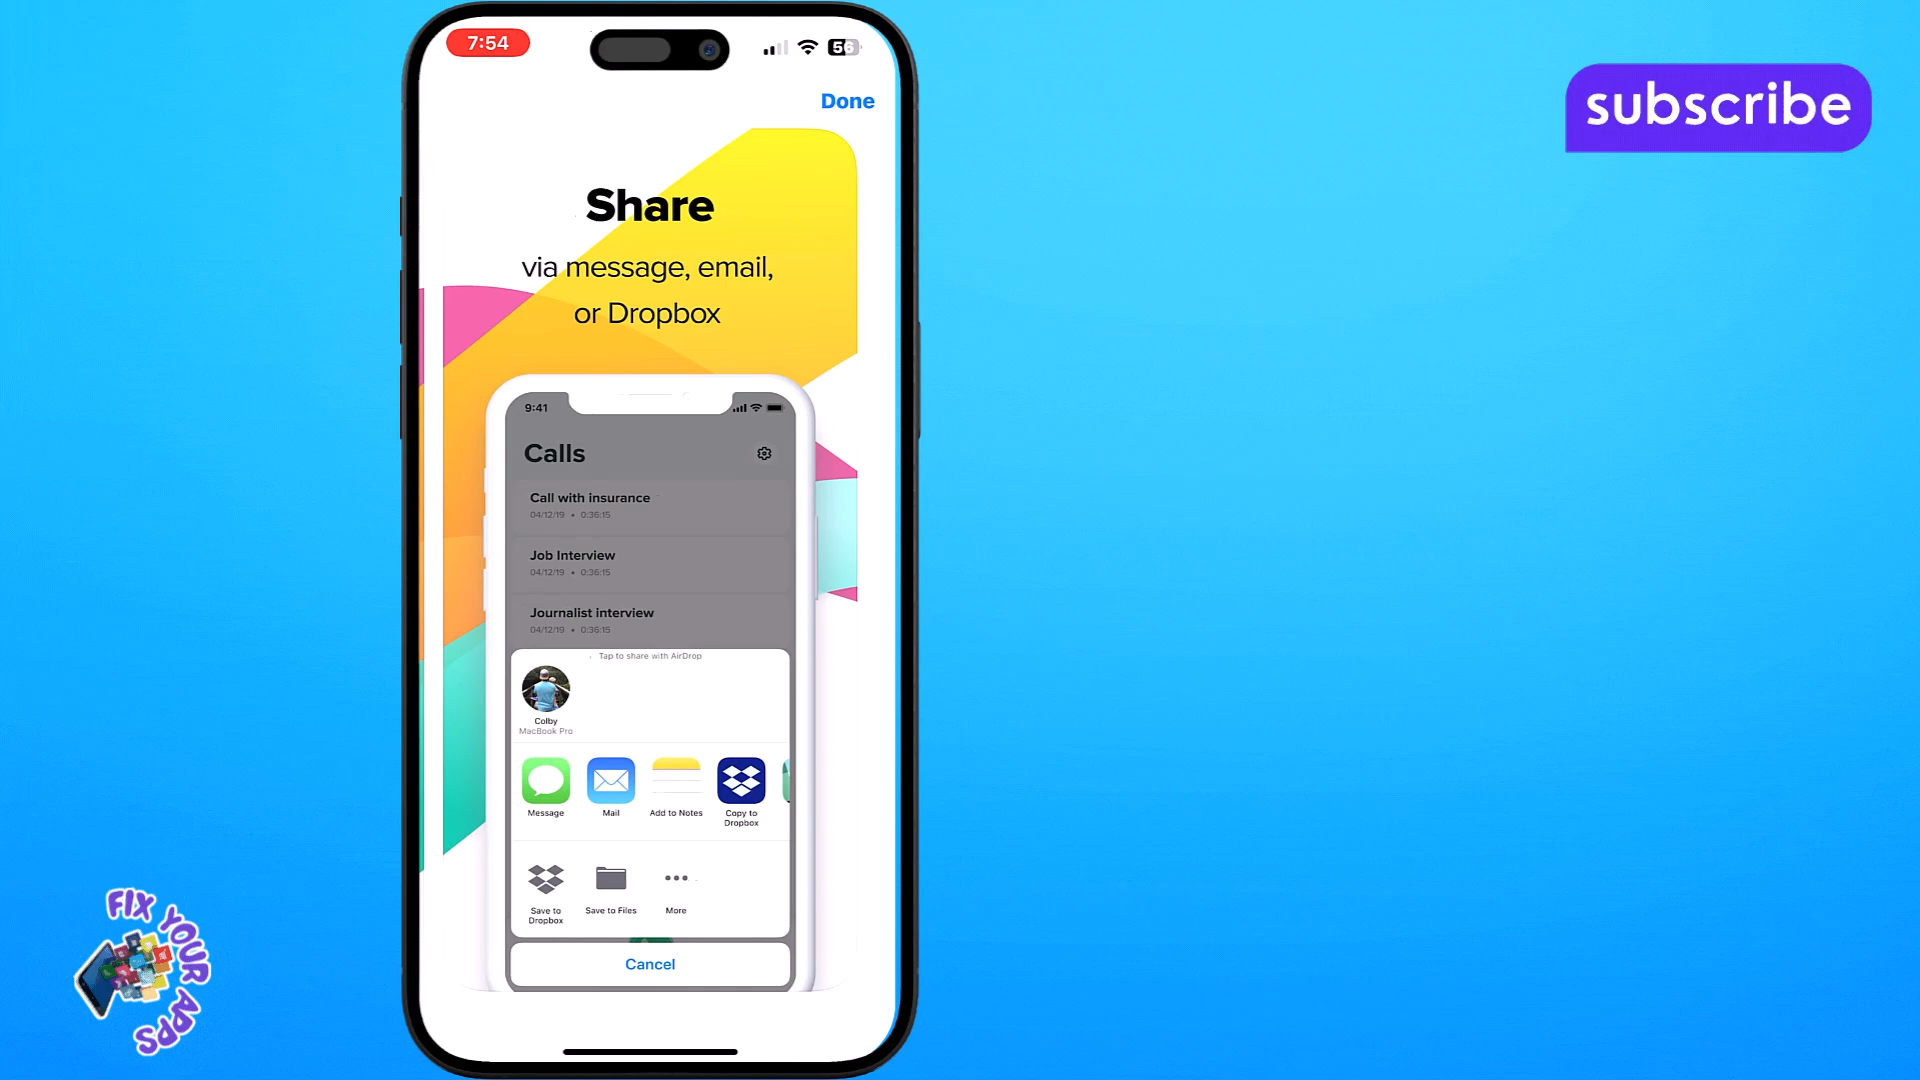 7:54
56
Done
subscribe
Share
via message, email,
or Dropbox
9:41
Calls
Call with insurance
04/12/19 • 0:36:15
Job Interview
04/12/19 • 0:36:15
Journalist interview
04/12/19 • 0:36:15
Tap to share with AirDrop
Colby
MacBook Pro
Message
Mail
Add to Notes
Copy to
Dropbox
Save to
Dropbox
Save to Files
More
Cancel
FIX YOUR APPS